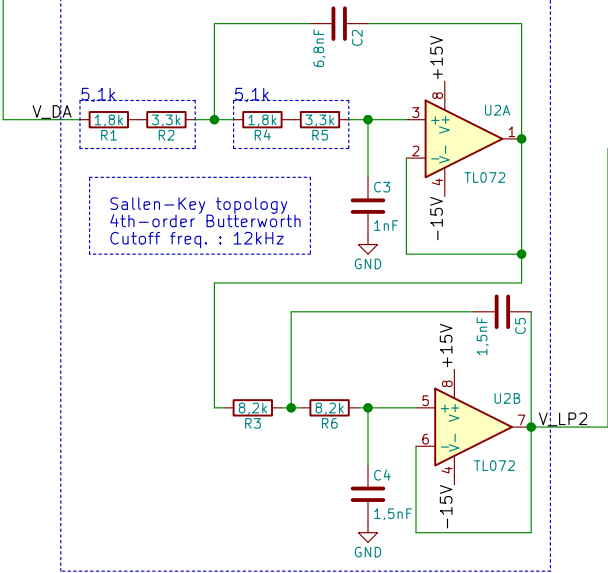 6,8nF
C2
+15V
5,1k
5,1k
V_DA
1,8k
3,3k
1,8k
3,3k
R1
R2
R4
R5
3
2
8
4
+
-
V+
V-
1
U2A
TL072
-15V
C3
1nF
GND
Sallen-Key topology
4th-order Butterworth
Cutoff freq. : 12kHz
1,5nF
C5
+15V
8,2k
R3
8,2k
R6
5
6
8
4
+
-
V+
V-
7
U2B
TL072
V_LP2
-15V
C4
1,5nF
GND